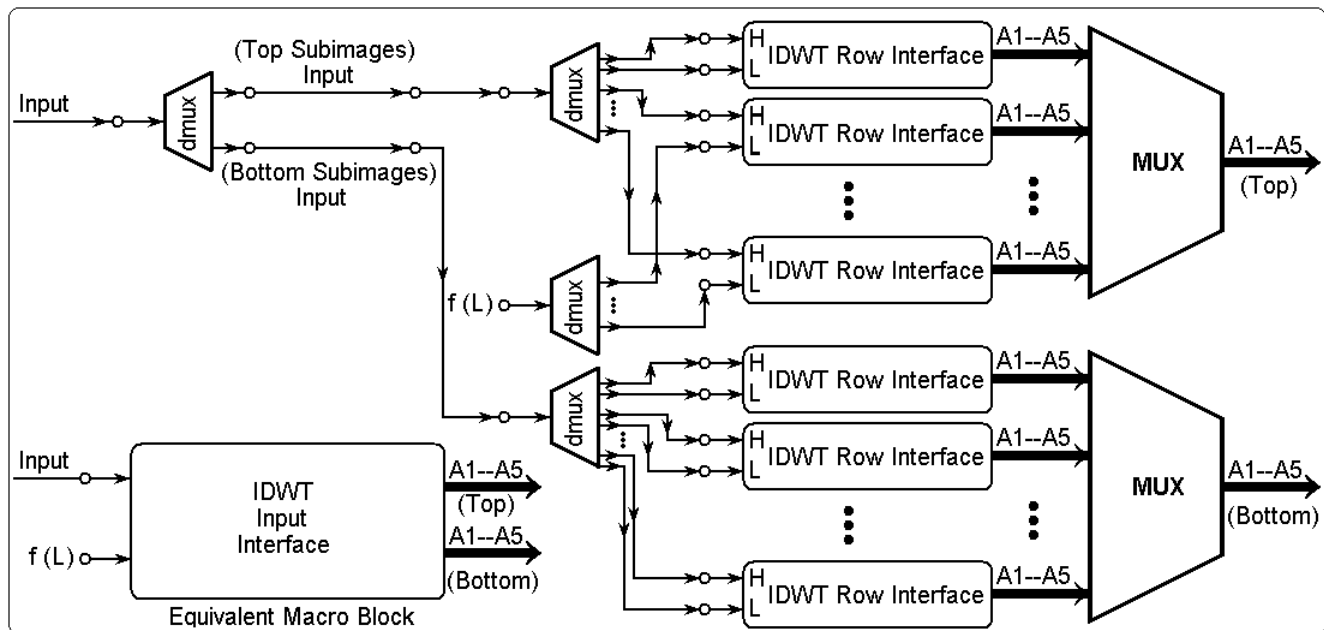 (Top Subimages)
Input
Input
dmux
(Bottom Subimages)
Input
dmux
H
IDWT Row Interface
L
A1--A5
H
IDWT Row Interface
L
A1--A5
H
IDWT Row Interface
L
A1--A5
MUX
A1--A5
(Top)
f (L)
dmux
dmux
H
IDWT Row Interface
L
A1--A5
H
IDWT Row Interface
L
A1--A5
H
IDWT Row Interface
L
A1--A5
MUX
A1--A5
(Bottom)
Input
f (L)
IDWT
Input
Interface
A1--A5
(Top)
A1--A5
(Bottom)
Equivalent Macro Block